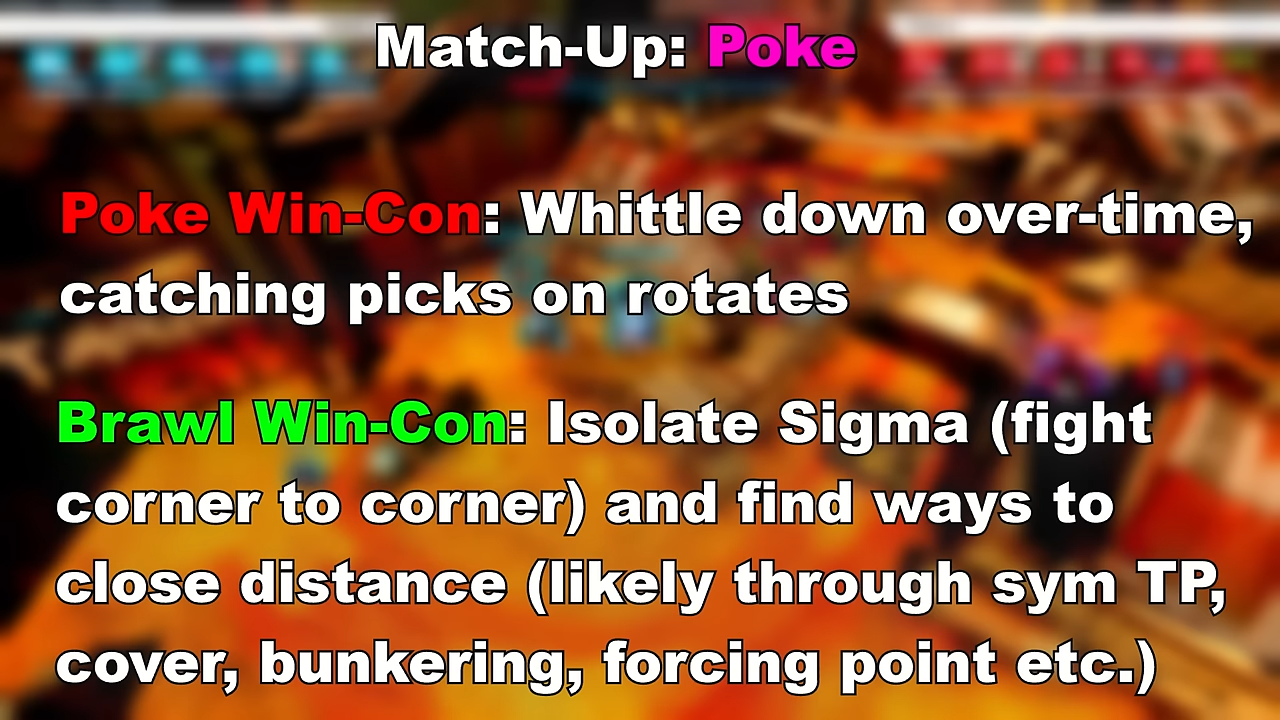 Match-Up: Poke
Poke Win-Con: Whittle down over-time,
catching picks on rotates
Brawl Win-Con: Isolate Sigma (fight
corner to corner) and find ways to
close distance (likely through sym TP,
cover, bunkering, forcing point etc.)